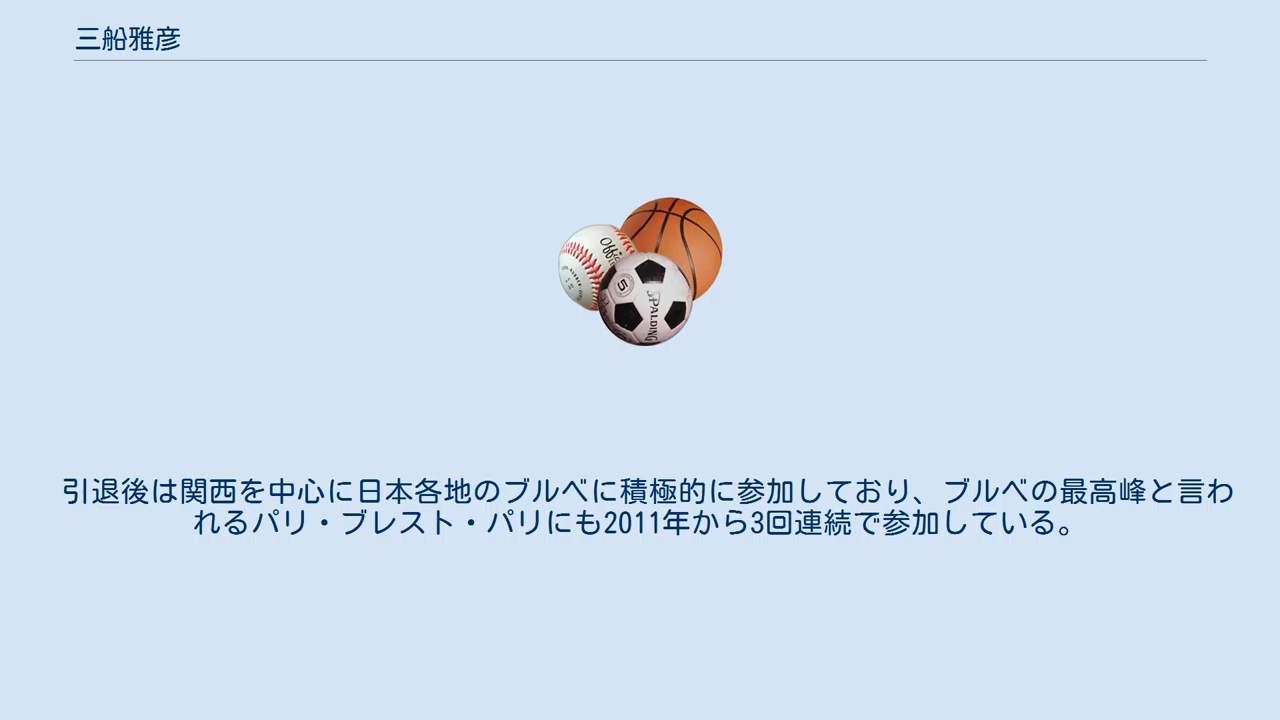 三船雅彦
Offic
5
SPALDING
引退後は関西を中心に日本各地のブルベに積極的に参加しており、ブルベの最高峰と言わ
れるパリ・ブレスト・パリにも2011年から3回連続で参加している。